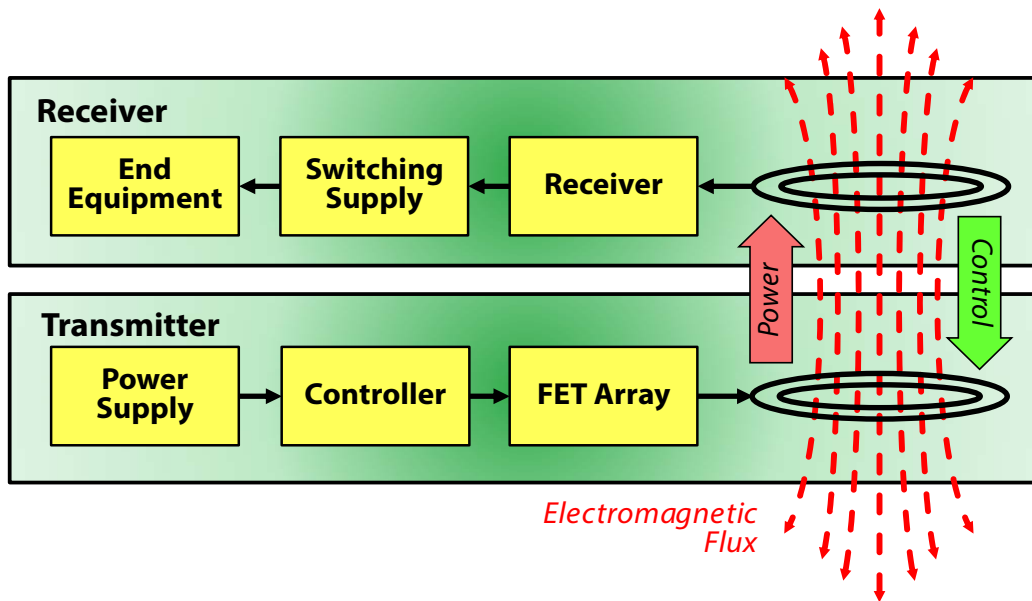 Receiver
End
Equipment
Switching
Supply
Receiver
Power
Control
Transmitter
Power
Supply
Controller
FET Array
Electromagnetic
Flux